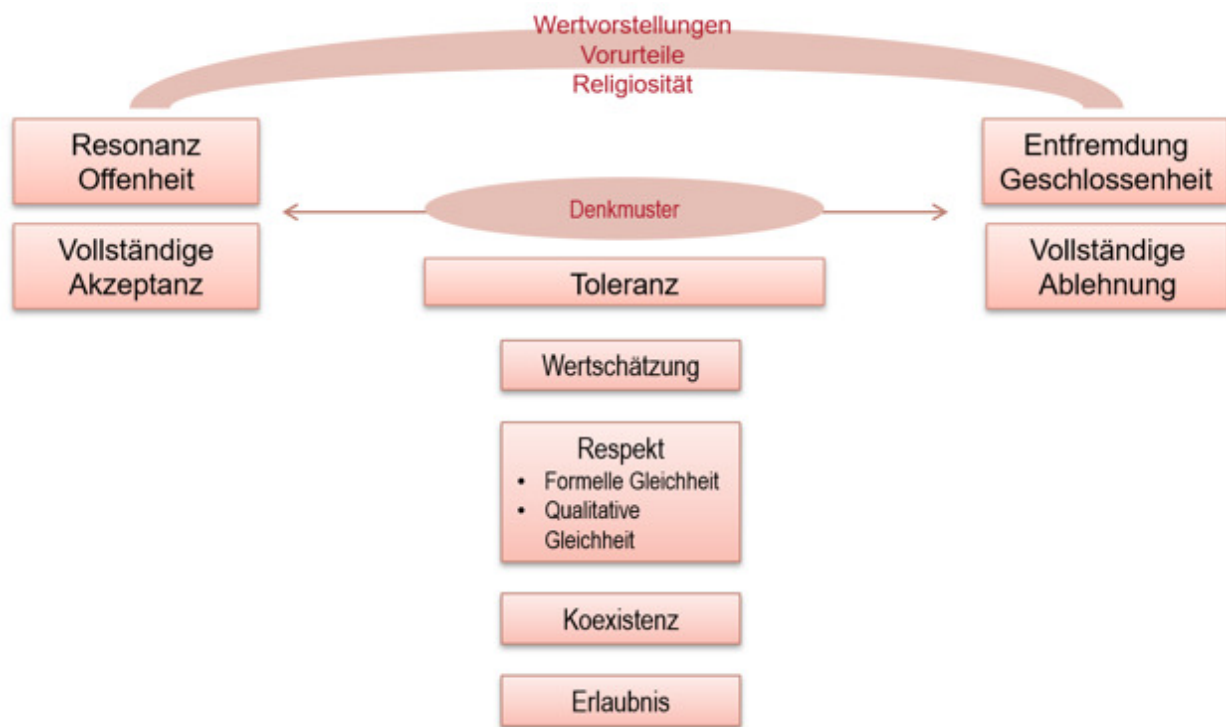 Wertvorstellungen
Vorurteile
Religiosität
Resonanz
Offenheit
Entfremdung
Geschlossenheit
Denkmuster
Vollständige
Akzeptanz
Vollständige
Ablehnung
Toleranz
Wertschätzung
Respekt
• Formelle Gleichheit
• Qualitative
Gleichheit
Koexistenz
Erlaubnis